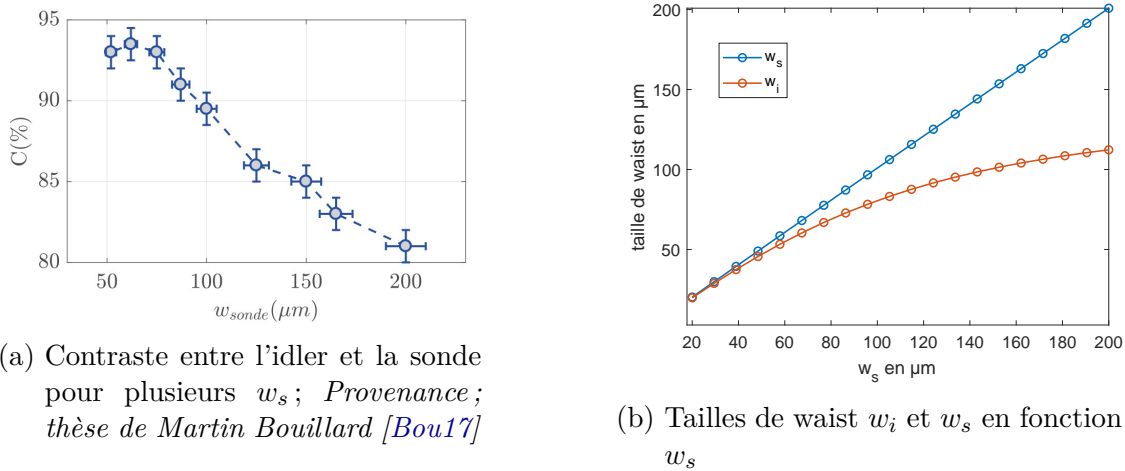 95
90
85
80
C(%)
50 100 150 200
w_sonde(μm)
(a) Contraste entre l'idler et la sonde
pour plusieurs w_s ; Provenance ;
thèse de Martin Bouillard [Bou17]
200
150
100
50
taille de waist en µm
w_s
w_i
20 40 60 80 100 120 140 160 180 200
w_s en µm
(b) Tailles de waist w_i et w_s en fonction
w_s